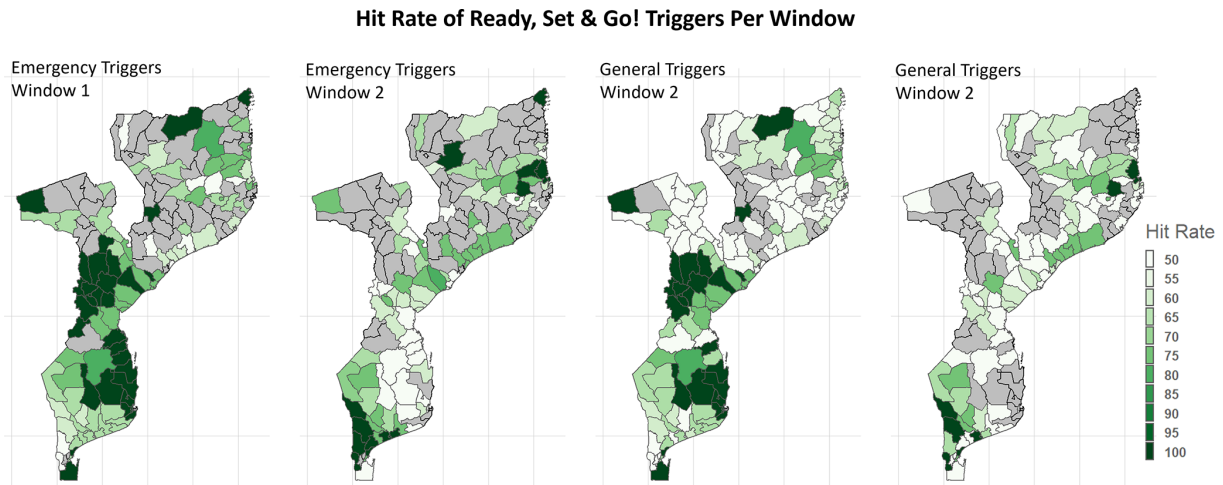 Hit Rate of Ready, Set & Go! Triggers Per Window
Emergency Triggers
Window 1
Emergency Triggers
Window 2
General Triggers
Window 2
General Triggers
Window 2
Hit Rate
50
55
60
65
70
75
80
85
90
95
100